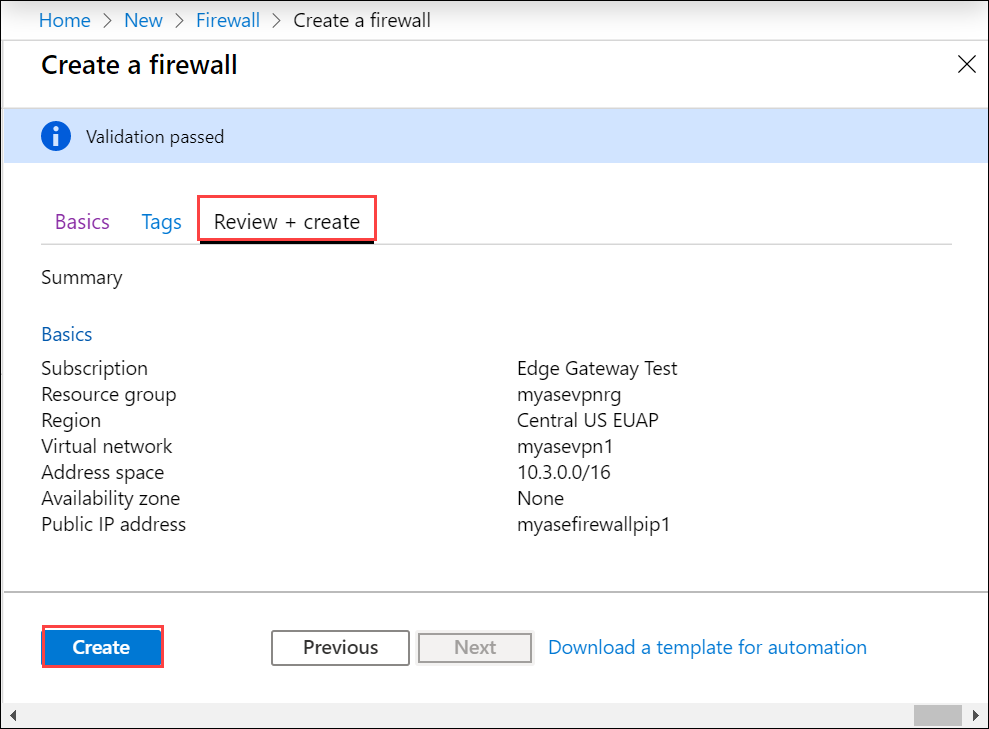 Home > New > Firewall > Create a firewall
Create a firewall
Validation passed
Basics Tags Review + create
Summary
Basics
Subscription Edge Gateway Test
Resource group myasevpnrg
Region Central US EUAP
Virtual network myasevpn1
Address space 10.3.0.0/16
Availability zone None
Public IP address myasefirewallpip1
Create Previous Next Download a template for automation